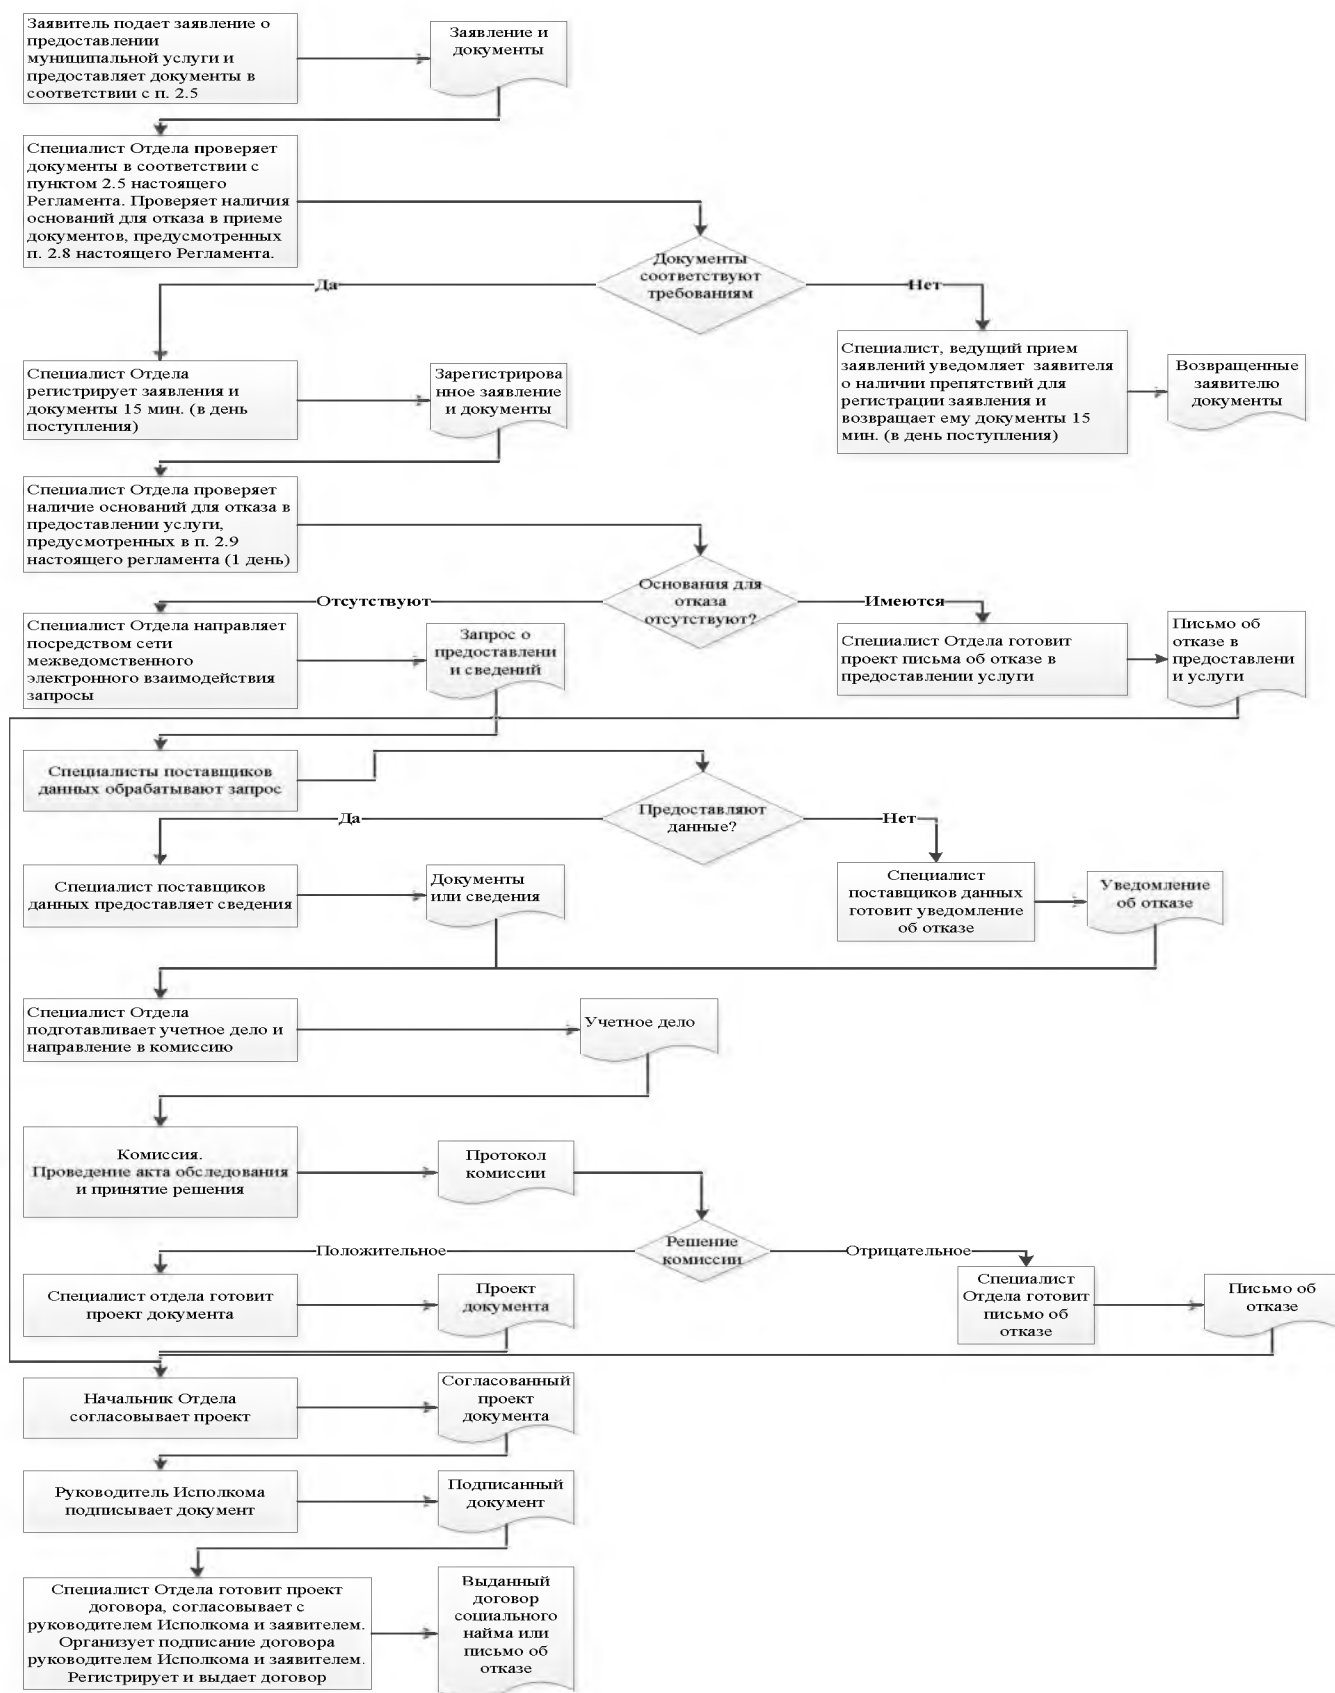 Заявитель подает заявление о
предоставлении
муниципальной услуги и
предоставляет документы в
соответствии с п. 2.5
Заявление и
документы
Специалист Отдела проверяет
документы в соответствии с
пунктом 2.5 настоящего
Регламента. Проверяет наличия
оснований для отказа в приеме
документов, предусмотренных
п. 2.8 настоящего Регламента.
Документы
соответствуют
требованиям
Да
Нет
Специалист Отдела
регистрирует заявления и
документы 15 мин. (в день
поступления)
Зарегистрирова
нное заявление
и документы
Специалист, ведущий прием
заявлений уведомляет заявителя
о наличии препятствий для
регистрации заявления и
возвращает ему документы 15
мин. (в день поступления)
Возвращенные
заявителю
документы
Специалист Отдела проверяет
наличие оснований для отказа в
предоставлении услуги,
предусмотренных в п. 2.9
настоящего регламента (1 день)
Основания для
отказа
отсутствуют?
Отсутствуют
Имеются
Специалист Отдела направляет
посредством сети
межведомственного
электронного взаимодействия
запросы
Запрос о
предоставлени
и сведений
Специалист Отдела готовит
проект письма об отказе в
предоставлении услуги
Письмо об
отказе в
предоставлени
и услуги
Специалисты поставщиков
данных обрабатывают запрос
Предоставляют
данные?
Да
Нет
Специалист поставщиков
данных предоставляет сведения
Документы
или сведения
Специалист
поставщиков данных
готовит уведомление
об отказе
Уведомление
об отказе
Специалист Отдела
подготавливает учетное дело и
направление в комиссию
Учетное дело
Комиссия.
Проведение акта обследования
и принятие решения
Протокол
комиссии
Решение
комиссии
Положительное
Отрицательное
Специалист отдела готовит
проект документа
Проект
документа
Специалист
Отдела готовит
письмо об
отказе
Письмо об
отказе
Начальник Отдела
согласовывает проект
Согласованный
проект
документа
Руководитель Исполкома
подписывает документ
Подписанный
документ
Специалист Отдела готовит проект
договора, согласовывает с
руководителем Исполкома и заявителем.
Организует подписание договора
руководителем Исполкома и заявителем.
Регистрирует и выдает договор
Выданный
договор
социального
найма или
письмо об
отказе